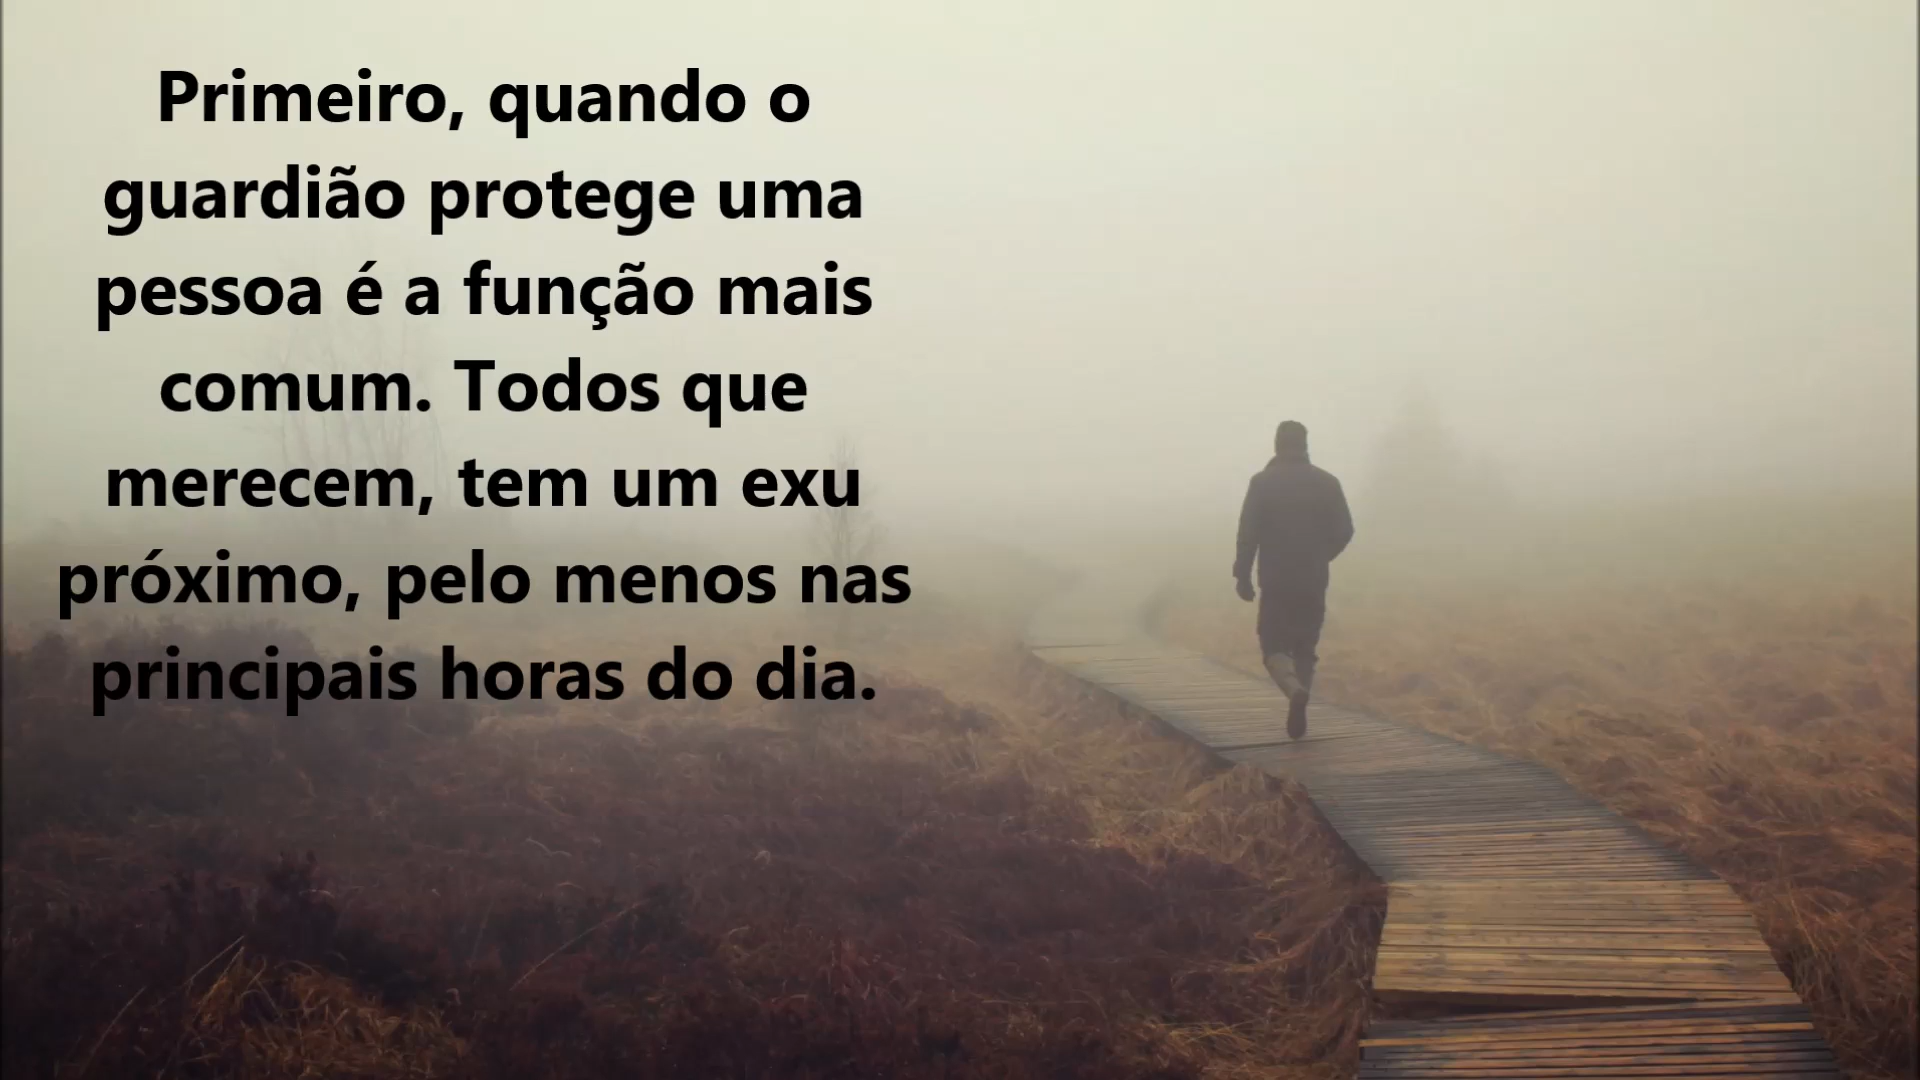 Primeiro, quando o
guardião protege uma
pessoa é a função mais
comum. Todos que
merecem, tem um exu
próximo, pelo menos nas
principais horas do dia.